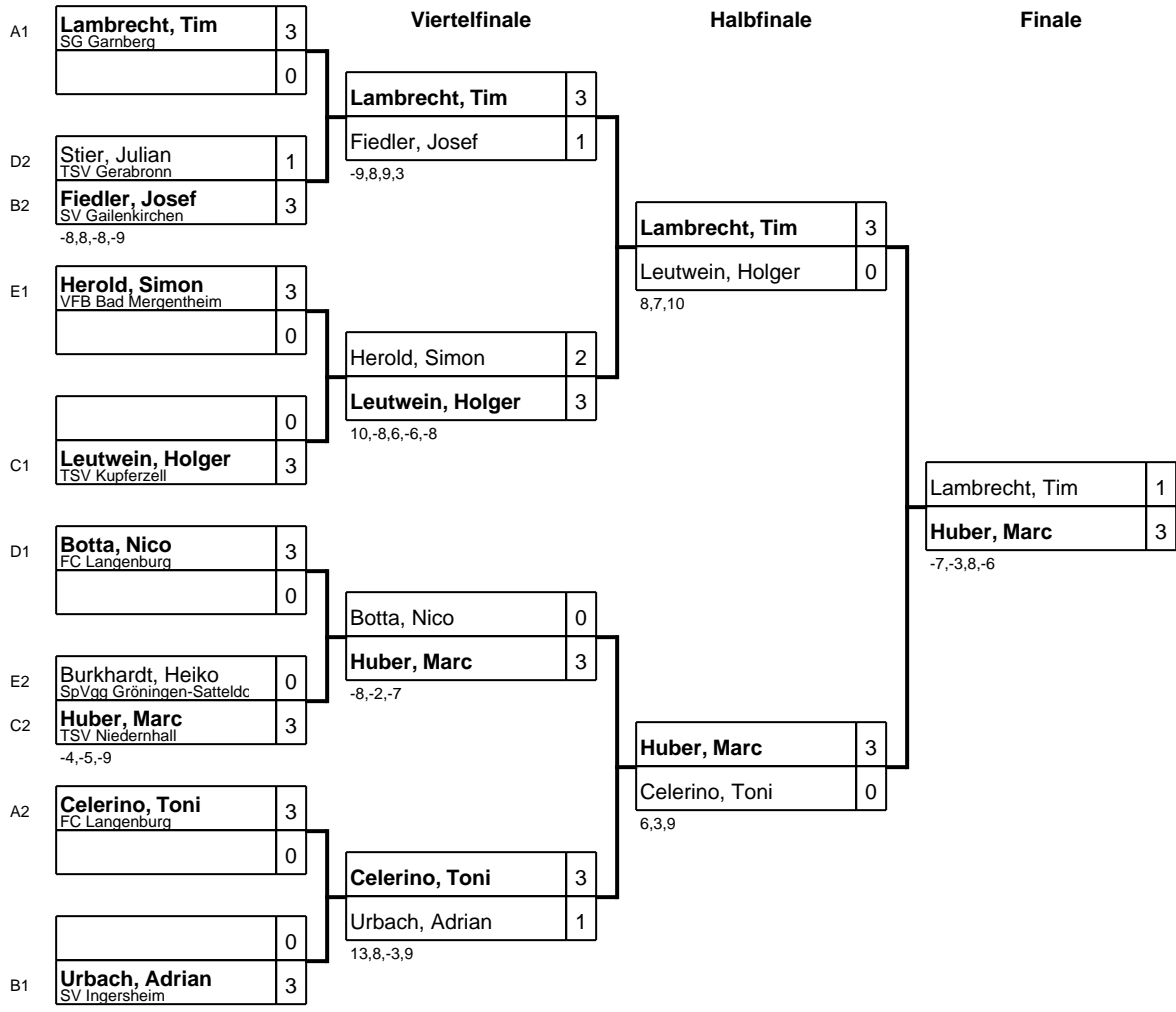 Viertelfinale
Halbfinale
Finale
A1
Lambrecht, Tim 3
SG Garnberg
0
D2
Stier, Julian 1
TSV Gerabronn
B2
Fiedler, Josef 3
SV Gailenkirchen
-8,8,-8,-9
E1
Herold, Simon 3
VFB Bad Mergentheim
0
0
C1
Leutwein, Holger 3
TSV Kupferzell
D1
Botta, Nico 3
FC Langenburg
0
E2
Burkhardt, Heiko 0
SpVgg Gröningen-Satteldo
C2
Huber, Marc 3
TSV Niedernhall
-4,-5,-9
A2
Celerino, Toni 3
FC Langenburg
0
0
B1
Urbach, Adrian 3
SV Ingersheim
Lambrecht, Tim 3
Fiedler, Josef 1
-9,8,9,3
Herold, Simon 2
Leutwein, Holger 3
10,-8,6,-6,-8
Botta, Nico 0
Huber, Marc 3
-8,-2,-7
Celerino, Toni 3
Urbach, Adrian 1
13,8,-3,9
Lambrecht, Tim 3
Leutwein, Holger 0
8,7,10
Huber, Marc 3
Celerino, Toni 0
6,3,9
Lambrecht, Tim 1
Huber, Marc 3
-7,-3,8,-6